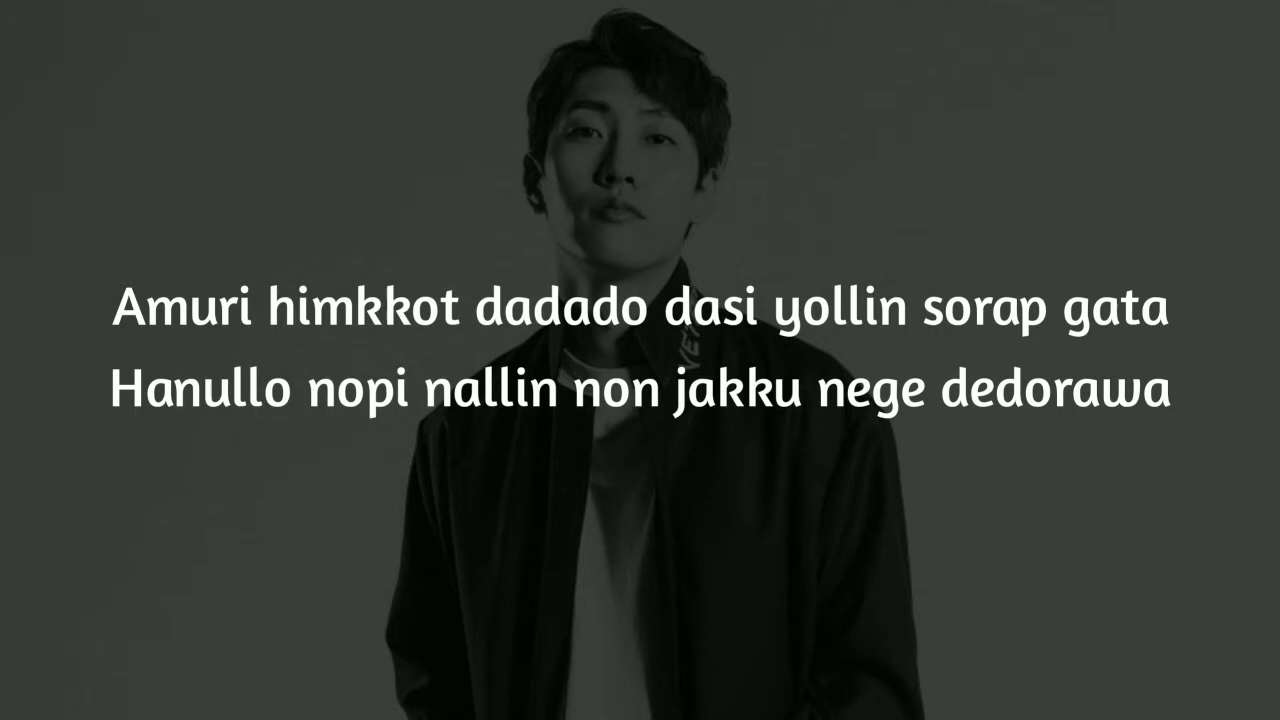 Amuri himkkot dadado dasi yollin sorap gata
Hanullo nopi nallin non jakku nege dedorawa